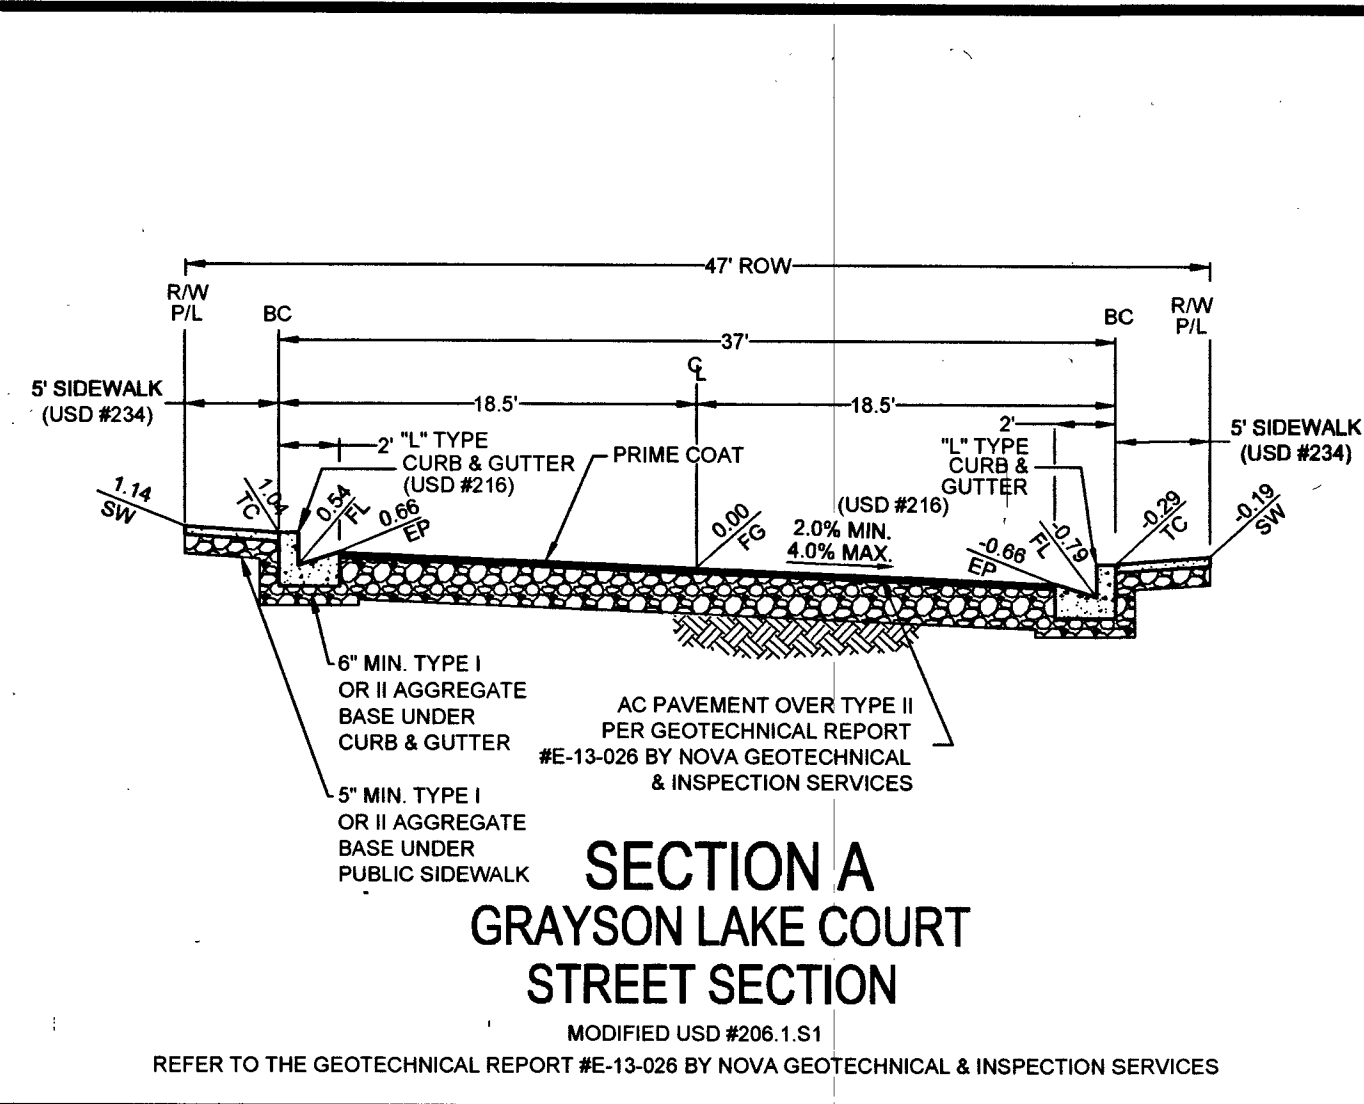 47' ROW
R/W
P/L
BC
BC
R/W
P/L
37'
℄
5' SIDEWALK
(USD #234)
18.5'
18.5'
2'
"L" TYPE
CURB & GUTTER
(USD #216)
PRIME COAT
2'
"L" TYPE
CURB &
GUTTER
(USD #216)
5' SIDEWALK
(USD #234)
1.14
SW
1.04
TC
0.54
FL
0.66
EP
0.00
FG
2.0% MIN.
4.0% MAX.
-0.66
EP
-0.79
FL
-0.29
TC
-0.19
SW
6" MIN. TYPE I
OR II AGGREGATE
BASE UNDER
CURB & GUTTER
AC PAVEMENT OVER TYPE II
PER GEOTECHNICAL REPORT
#E-13-026 BY NOVA GEOTECHNICAL
& INSPECTION SERVICES
5" MIN. TYPE I
OR II AGGREGATE
BASE UNDER
PUBLIC SIDEWALK
SECTION A
GRAYSON LAKE COURT
STREET SECTION
MODIFIED USD #206.1.S1
REFER TO THE GEOTECHNICAL REPORT #E-13-026 BY NOVA GEOTECHNICAL & INSPECTION SERVICES